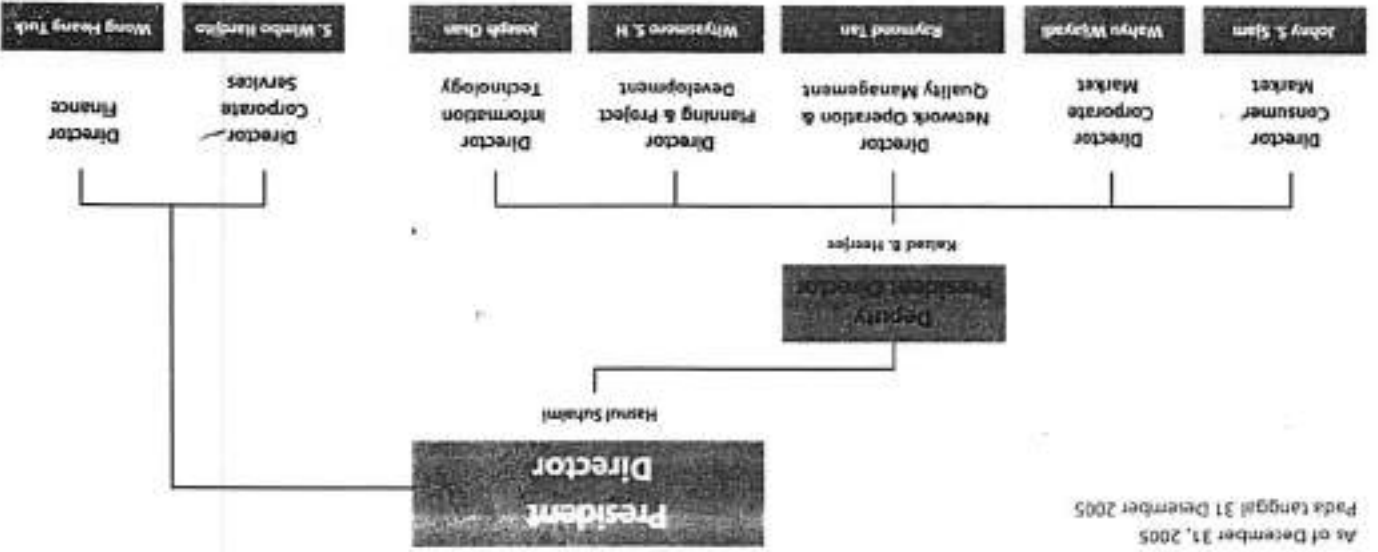 As of December 31, 2005
Pada tanggal 31 December 2005
President
Director
Hasnul Suhaimi
Deputy
President Director
Kaizad B. Heerjee
Director
Consumer
Market
Johny S. Sjam
Director
Corporate
Market
Wahyu Wijayadi
Director
Network Operation &
Quality Management
Raymond Tan
Director
Planning & Project
Development
Wityasmoro S. H
Director
Information
Technology
Joseph Chan
Director
Corporate
Services
S. Wimbo Hardjito
Director
Finance
Wong Heang Tuck